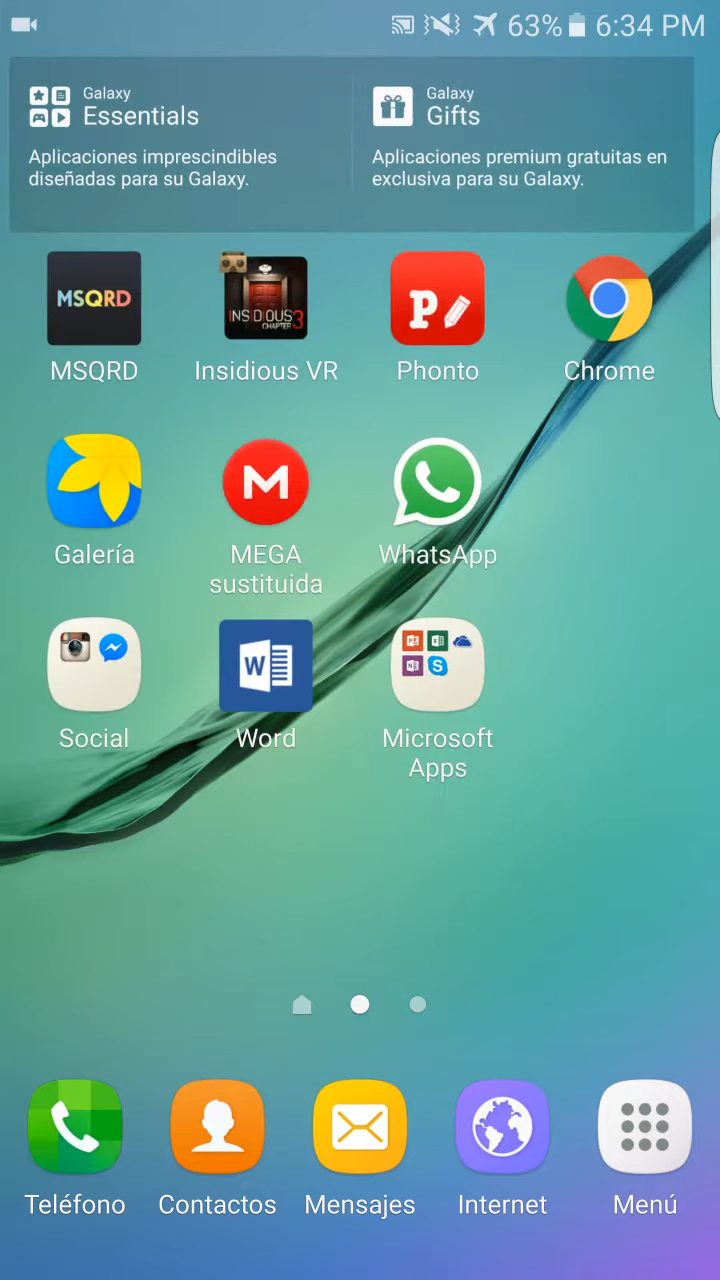 63% 6:34 PM
Galaxy
Essentials
Aplicaciones imprescindibles
diseñadas para su Galaxy.
Galaxy
Gifts
Aplicaciones premium gratuitas en
exclusiva para su Galaxy.
MSQRD
INSIDIOUS
CHAPTER 3
P
MSQRD
Insidious VR
Phonto
Chrome
M
Galería
MEGA
sustituida
WhatsApp
W
Social
Word
Microsoft
Apps
Teléfono
Contactos
Mensajes
Internet
Menú